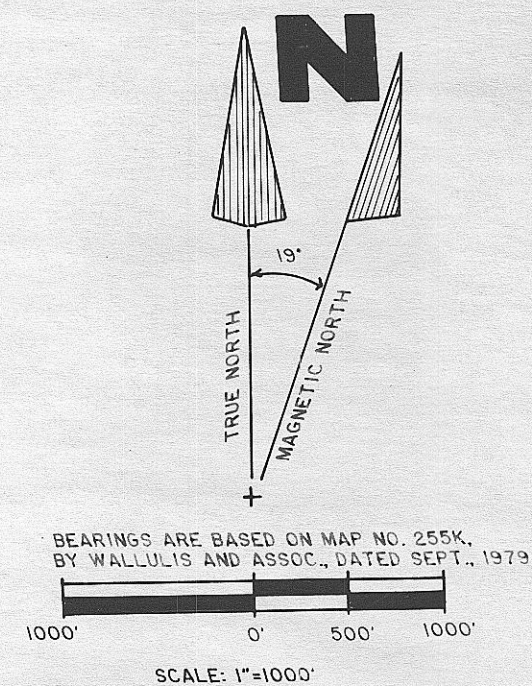 N
19°
TRUE NORTH
MAGNETIC NORTH
BEARINGS ARE BASED ON MAP NO. 255K,
BY WALLULIS AND ASSOC., DATED SEPT., 1979
1000' 0' 500' 1000'
SCALE: 1"=1000'